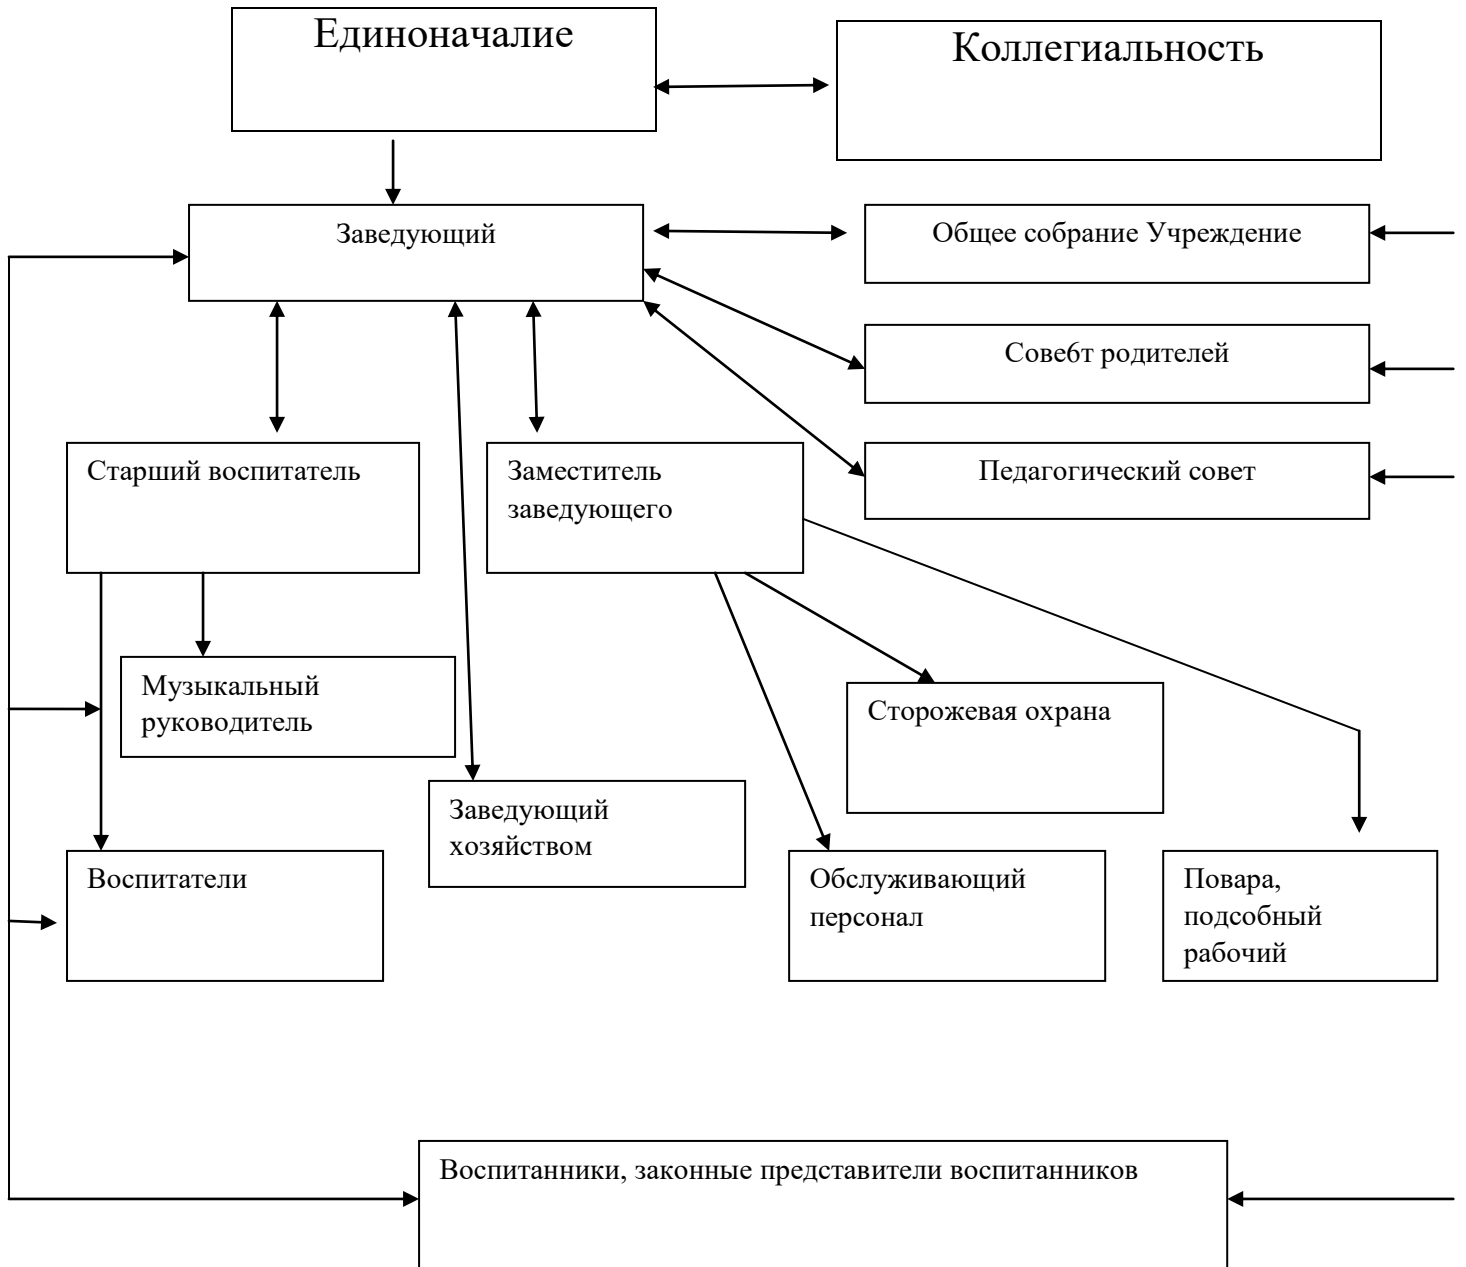 Единоначалие
Коллегиальность
Заведующий
Общее собрание Учреждение
Сове6т родителей
Старший воспитатель
Заместитель
заведующего
Педагогический совет
Музыкальный
руководитель
Сторожевая охрана
Заведующий
хозяйством
Воспитатели
Обслуживающий
персонал
Повара,
подсобный
рабочий
Воспитанники, законные представители воспитанников